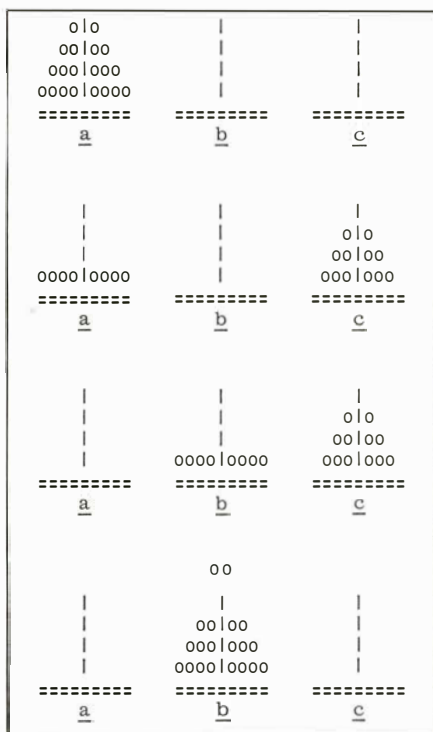 o|o | |
oo|oo | |
ooo|ooo | |
oooo|oooo | |
========= ========= =========
a b c
| | |
| | o|o
| | oo|oo
oooo|oooo | ooo|ooo
========= ========= =========
a b c
| | |
| | o|o
| | oo|oo
| oooo|oooo ooo|ooo
========= ========= =========
a b c
oo
| | |
| oo|oo |
| ooo|ooo |
| oooo|oooo |
========= ========= =========
a b c